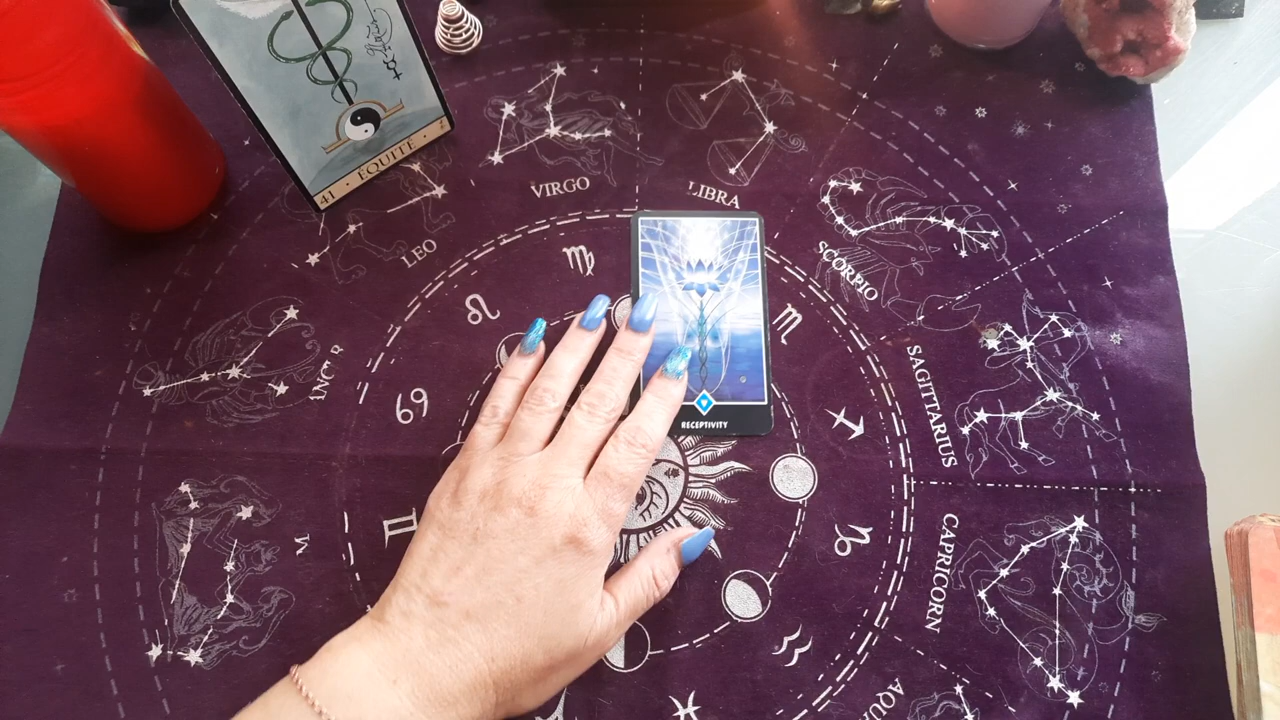 41 • ÉQUITÉ •
VIRGO
LIBRA
LEO
SCORPIO
RECEPTIVITY
SAGITTARIUS
CAPRICORN